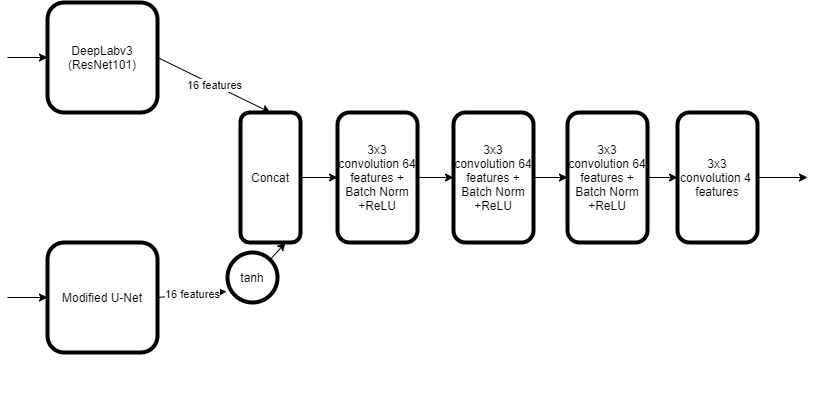 DeepLabv3
(ResNet101)
16 features
Concat
3x3
convolution 64
features +
Batch Norm
+ReLU
3x3
convolution 64
features +
Batch Norm
+ReLU
3x3
convolution 64
features +
Batch Norm
+ReLU
3x3
convolution 4
features
tanh
Modified U-Net
16 features